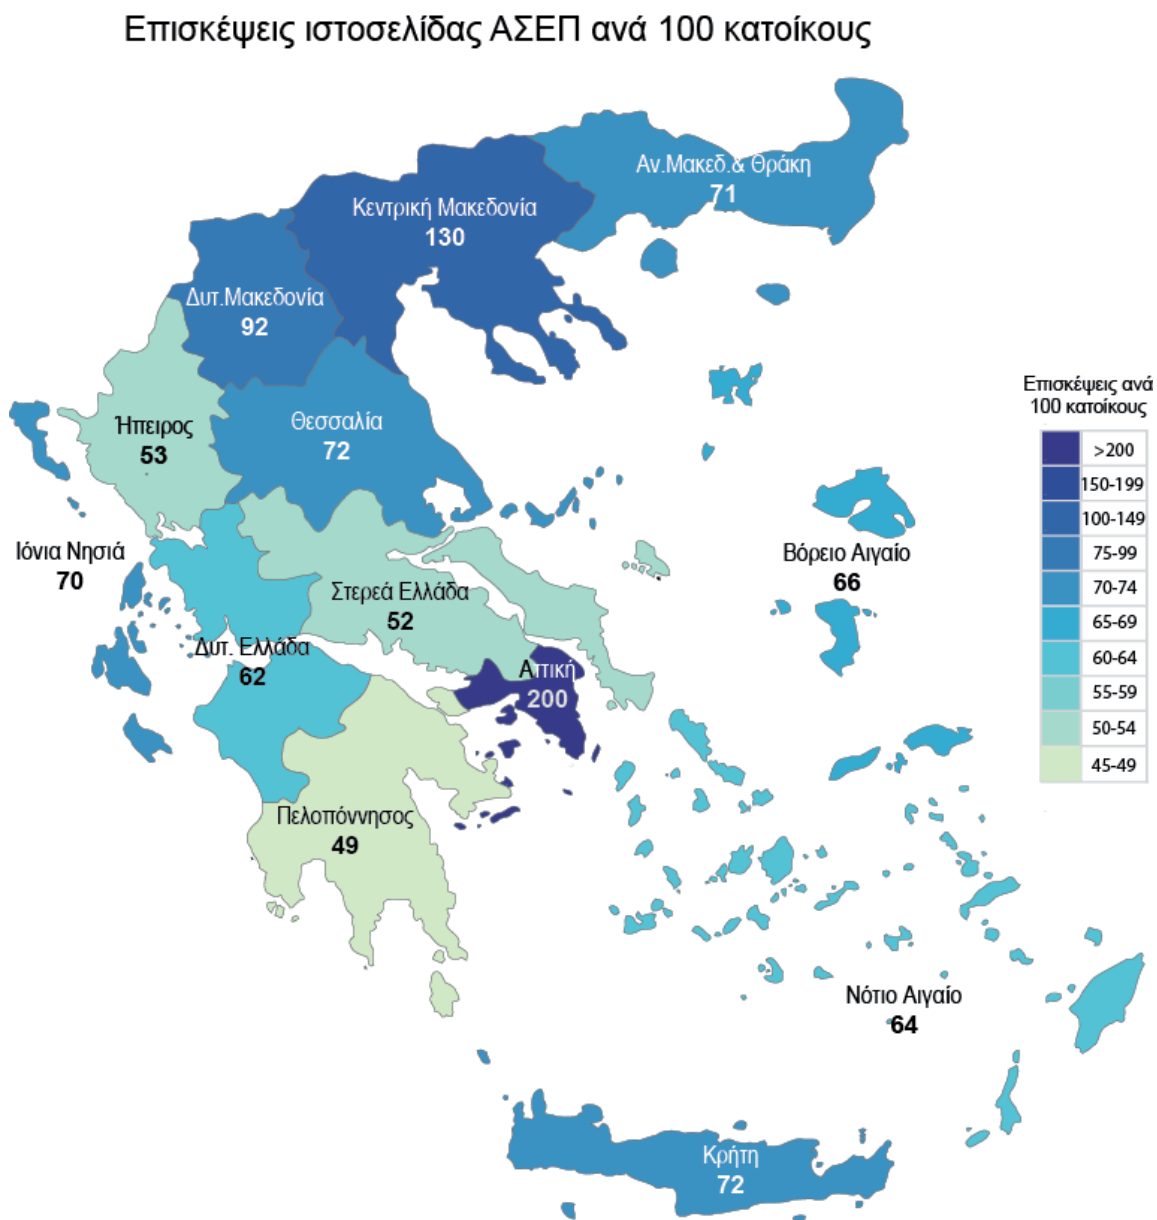 Επισκέψεις ιστοσελίδας ΑΣΕΠ ανά 100 κατοίκους
Αν.Μακεδ.& Θράκη
71
Κεντρική Μακεδονία
130
Δυτ.Μακεδονία
92
Ήπειρος
53
Θεσσαλία
72
Ιόνια Νησιά
70
Στερεά Ελλάδα
52
Βόρειο Αιγαίο
66
Δυτ. Ελλάδα
62
Αττική
200
Πελοπόννησος
49
Νότιο Αιγαίο
64
Κρήτη
72
Επισκέψεις ανά
100 κατοίκους
>200
150-199
100-149
75-99
70-74
65-69
60-64
55-59
50-54
45-49